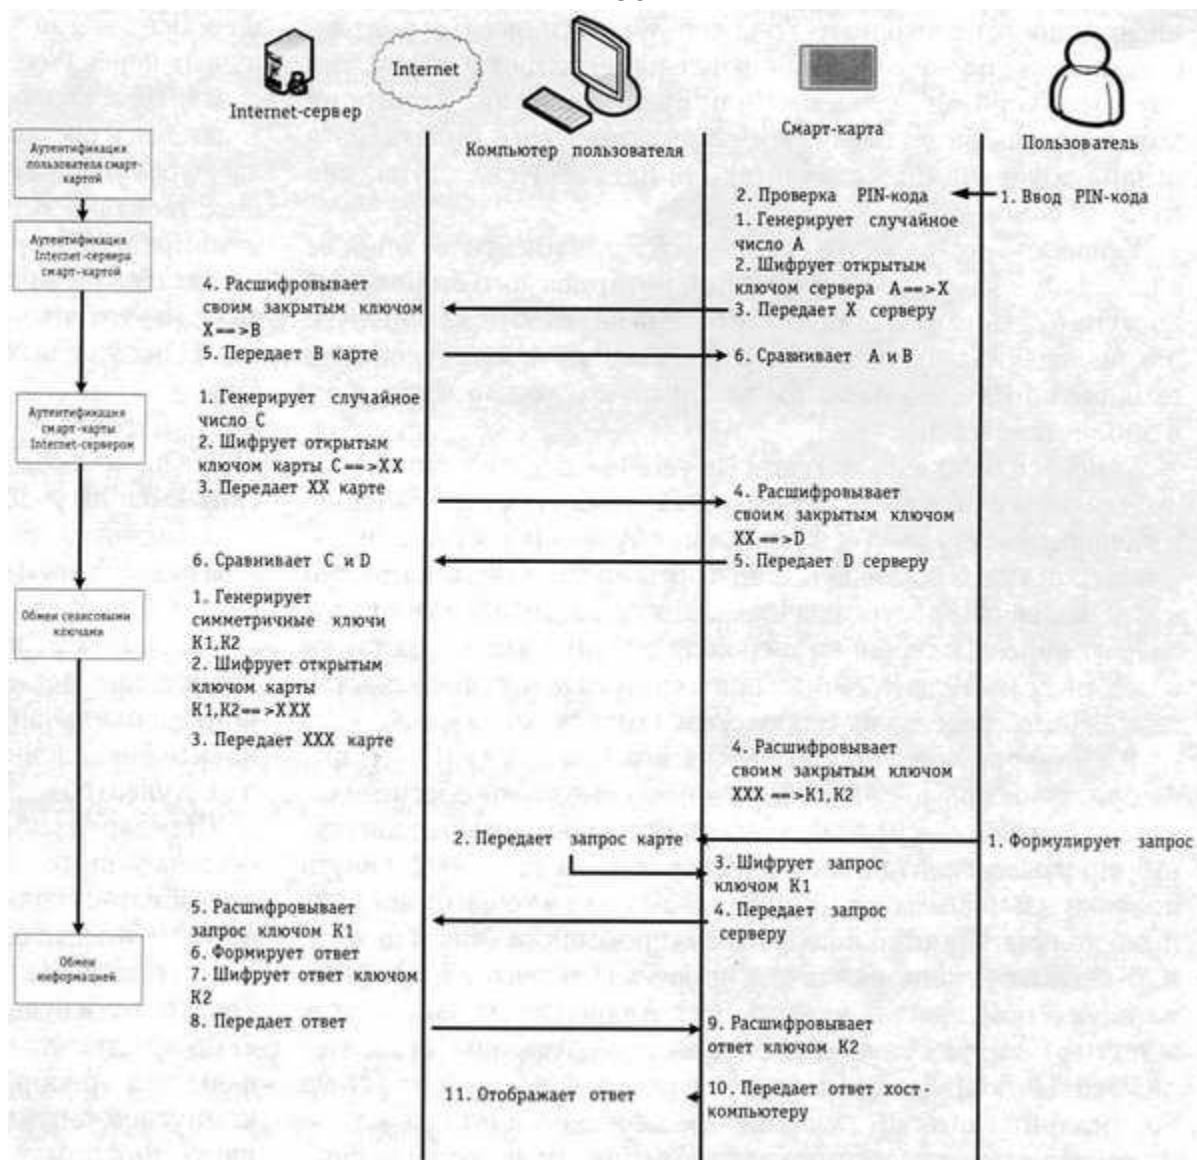 Internet
Internet-сервер
Компьютер пользователя
Смарт-карта
Пользователь
Аутентификация
пользователя смарт-
картой
2. Проверка PIN-кода
1. Ввод PIN-кода
1. Генерирует случайное
число A
2. Шифрует открытым
ключом сервера A==>X
3. Передает X серверу
Аутентификация
Internet-сервера
смарт-картой
4. Расшифровывает
своим закрытым ключом
X==>B
5. Передает B карте
6. Сравнивает A и B
Аутентификация
смарт-карты
Internet-сервером
1. Генерирует случайное
число C
2. Шифрует открытым
ключом карты C==>XX
3. Передает XX карте
4. Расшифровывает
своим закрытым ключом
XX==>D
5. Передает D серверу
6. Сравнивает C и D
Обмен сеансовыми
ключами
1. Генерирует
симметричные ключи
K1,K2
2. Шифрует открытым
ключом карты
K1,K2==>XXX
3. Передает XXX карте
4. Расшифровывает
своим закрытым ключом
XXX ==>K1,K2
2. Передает запрос карте
1. Формулирует запрос
3. Шифрует запрос
ключом K1
4. Передает запрос
серверу
5. Расшифровывает
запрос ключом K1
6. Формирует ответ
7. Шифрует ответ ключом
K2
8. Передает ответ
Обмен
информацией
9. Расшифровывает
ответ ключом K2
10. Передает ответ хост-
компьютеру
11. Отображает ответ